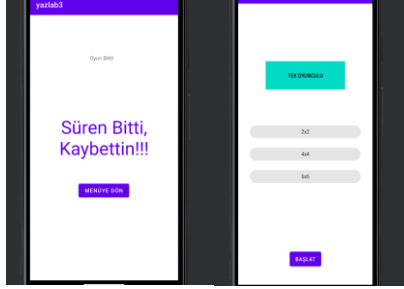 yazlab3
Oyun Bitti!
Süren Bitti,
Kaybettin!!!
MENÜYE DÖN
TEK OYUNCULU
2x2
4x4
6x6
BAŞLAT